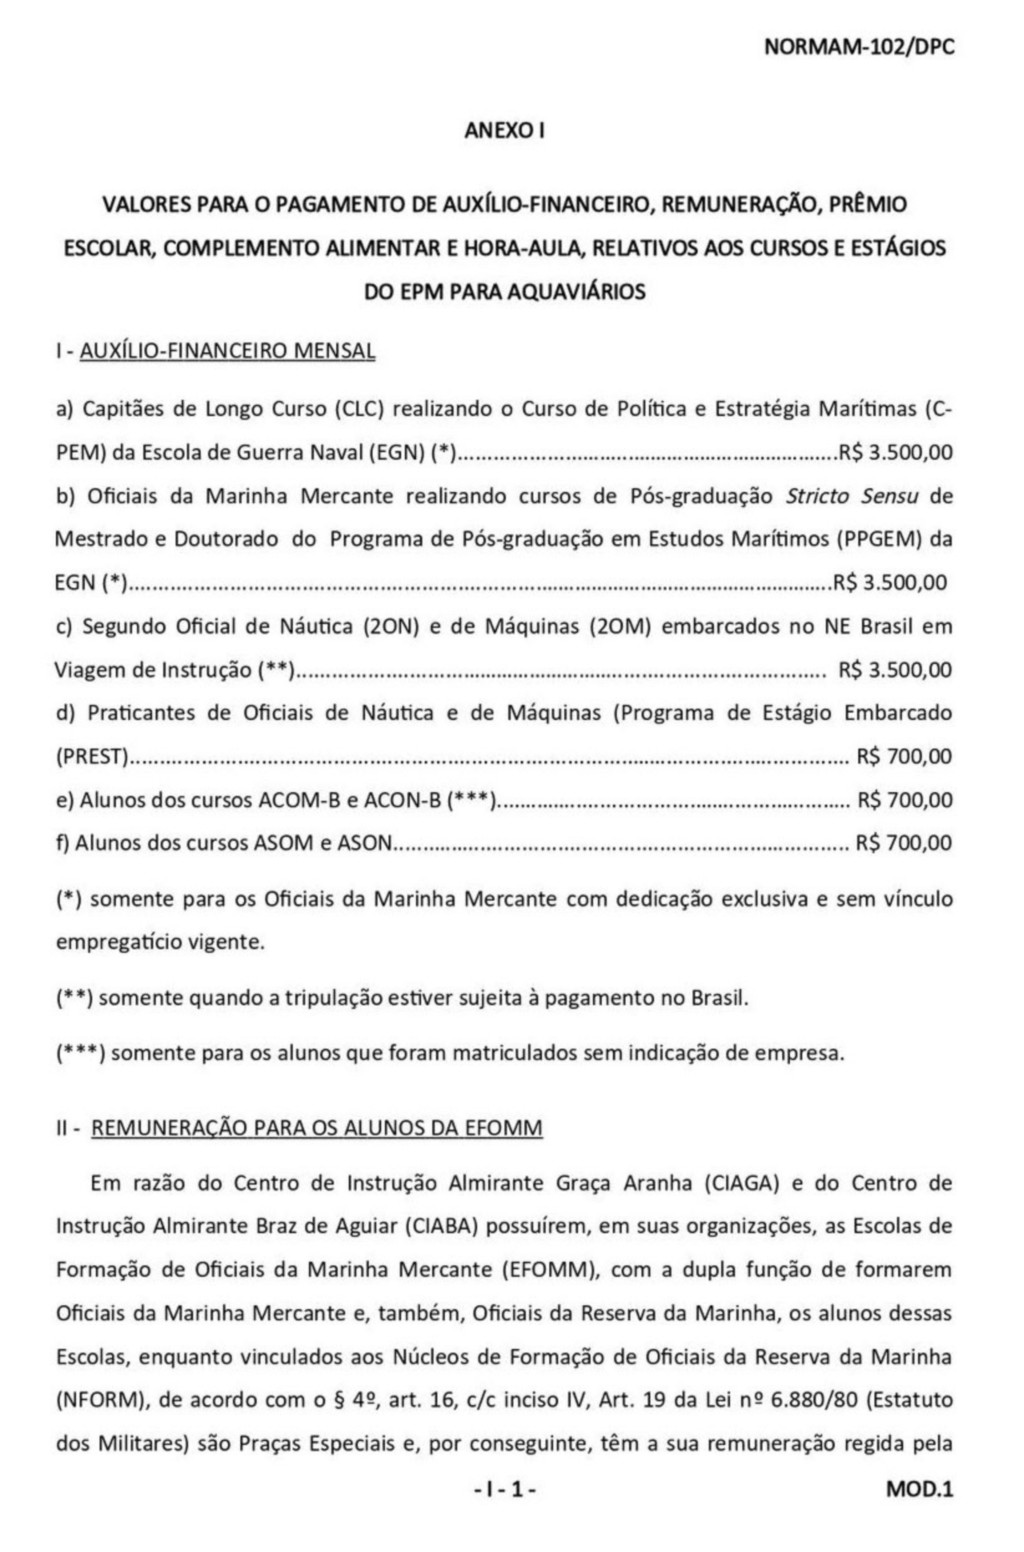 NORMAM-102/DPC
ANEXO I
VALORES PARA O PAGAMENTO DE AUXÍLIO-FINANCEIRO, REMUNERAÇÃO, PRÊMIO
ESCOLAR, COMPLEMENTO ALIMENTAR E HORA-AULA, RELATIVOS AOS CURSOS E ESTÁGIOS
DO EPM PARA AQUAVIÁRIOS
I - AUXÍLIO-FINANCEIRO MENSAL
a) Capitães de Longo Curso (CLC) realizando o Curso de Política e Estratégia Marítimas (C-
PEM) da Escola de Guerra Naval (EGN) (*)................................................................R$ 3.500,00
b) Oficiais da Marinha Mercante realizando cursos de Pós-graduação Stricto Sensu de
Mestrado e Doutorado do Programa de Pós-graduação em Estudos Marítimos (PPGEM) da
EGN (*)......................................................................................................................R$ 3.500,00
c) Segundo Oficial de Náutica (2ON) e de Máquinas (2OM) embarcados no NE Brasil em
Viagem de Instrução (**)......................................................................................... R$ 3.500,00
d) Praticantes de Oficiais de Náutica e de Máquinas (Programa de Estágio Embarcado
(PREST)......................................................................................................................... R$ 700,00
e) Alunos dos cursos ACOM-B e ACON-B (***)........................................................... R$ 700,00
f) Alunos dos cursos ASOM e ASON............................................................................ R$ 700,00
(*) somente para os Oficiais da Marinha Mercante com dedicação exclusiva e sem vínculo
empregatício vigente.
(**) somente quando a tripulação estiver sujeita à pagamento no Brasil.
(***) somente para os alunos que foram matriculados sem indicação de empresa.
II - REMUNERAÇÃO PARA OS ALUNOS DA EFOMM
Em razão do Centro de Instrução Almirante Graça Aranha (CIAGA) e do Centro de
Instrução Almirante Braz de Aguiar (CIABA) possuírem, em suas organizações, as Escolas de
Formação de Oficiais da Marinha Mercante (EFOMM), com a dupla função de formarem
Oficiais da Marinha Mercante e, também, Oficiais da Reserva da Marinha, os alunos dessas
Escolas, enquanto vinculados aos Núcleos de Formação de Oficiais da Reserva da Marinha
(NFORM), de acordo com o § 4º, art. 16, c/c inciso IV, Art. 19 da Lei nº 6.880/80 (Estatuto
dos Militares) são Praças Especiais e, por conseguinte, têm a sua remuneração regida pela
- I - 1 -
MOD.1